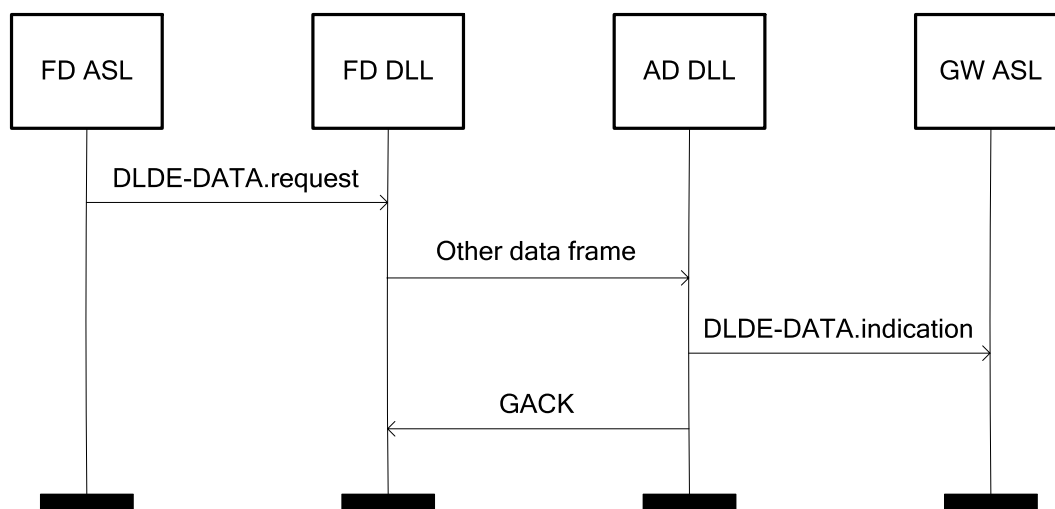 FD ASL
FD DLL
AD DLL
GW ASL
DLDE-DATA.request
Other data frame
DLDE-DATA.indication
GACK